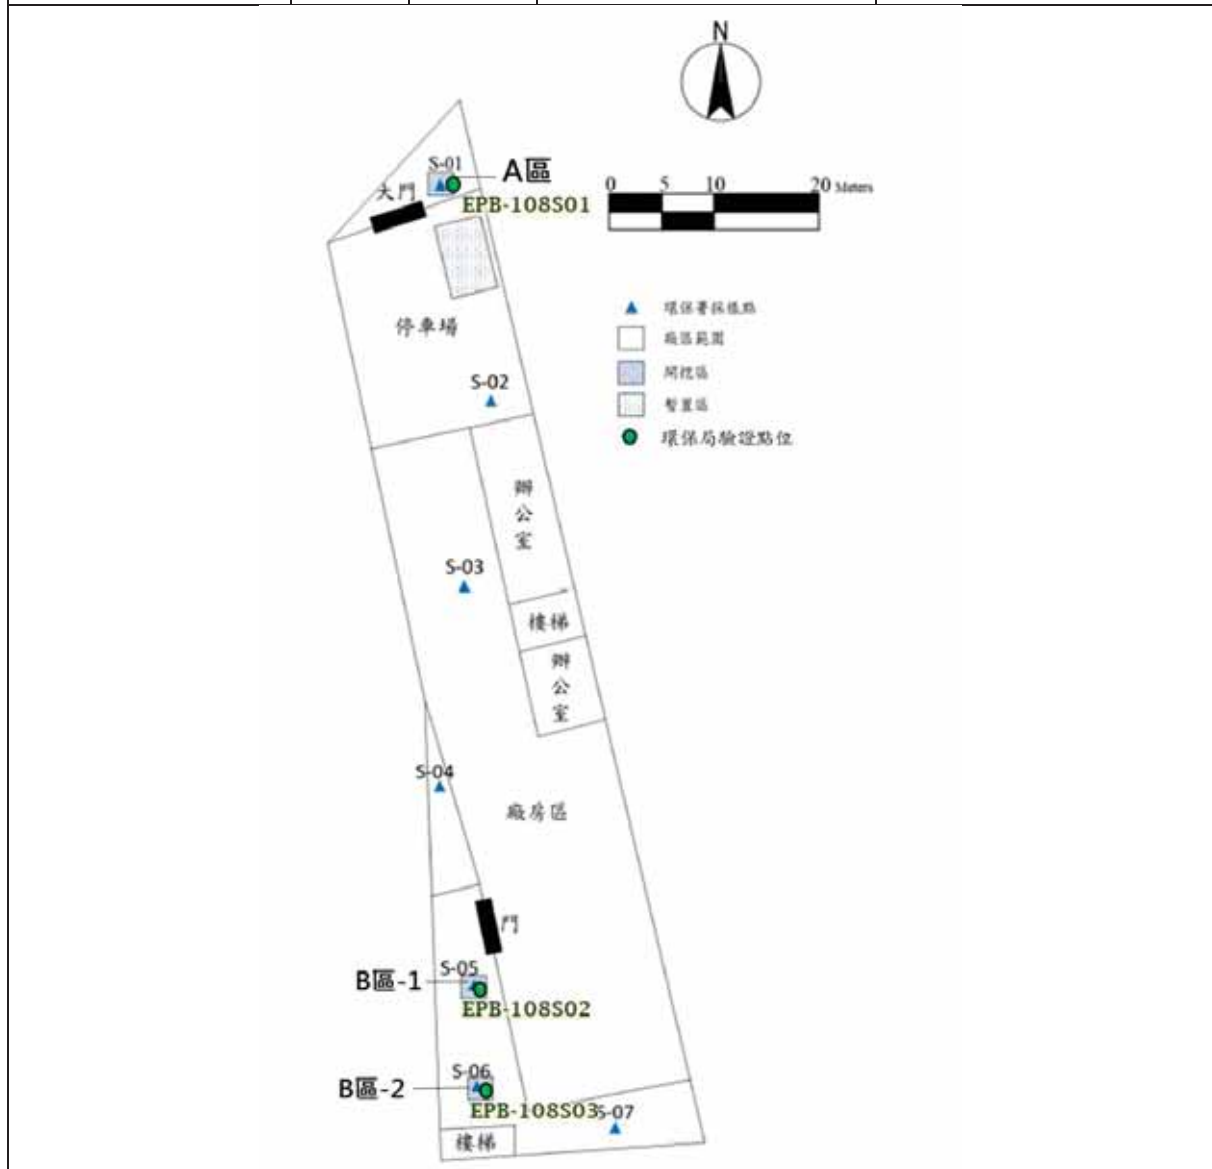 N
S-01
A區
大門
EPB-108S01
0 5 10 20 Meters
環保署採樣點
廠區範圍
開挖區
暫置區
環保局驗證點位
停車場
S-02
辦公室
S-03
樓梯
辦公室
S-04
廠房區
門
S-05
B區-1
EPB-108S02
S-06
B區-2
EPB-108S03
S-07
樓梯